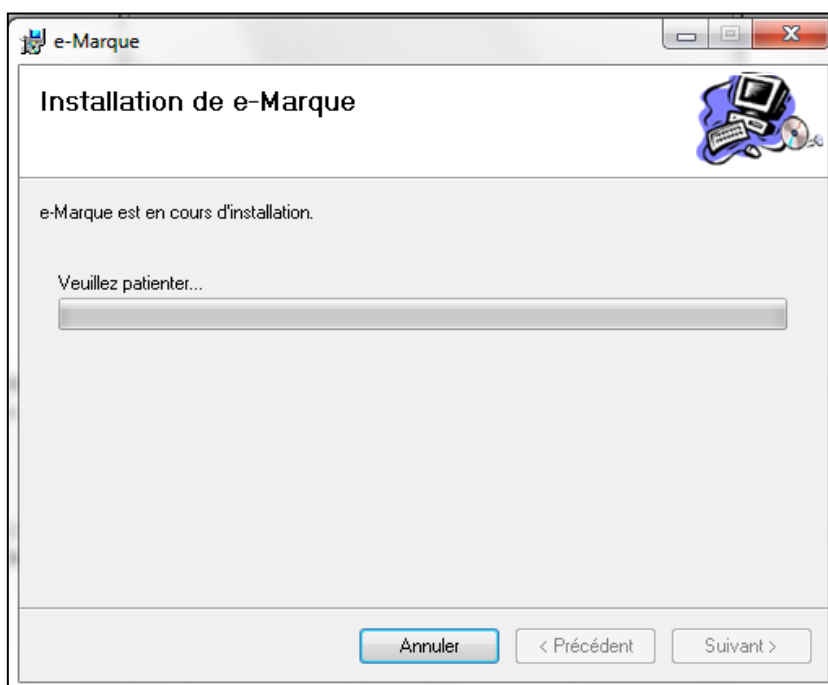 e-Marque
Installation de e-Marque
e-Marque est en cours d'installation.
Veuillez patienter...
Annuler
< Précédent
Suivant >